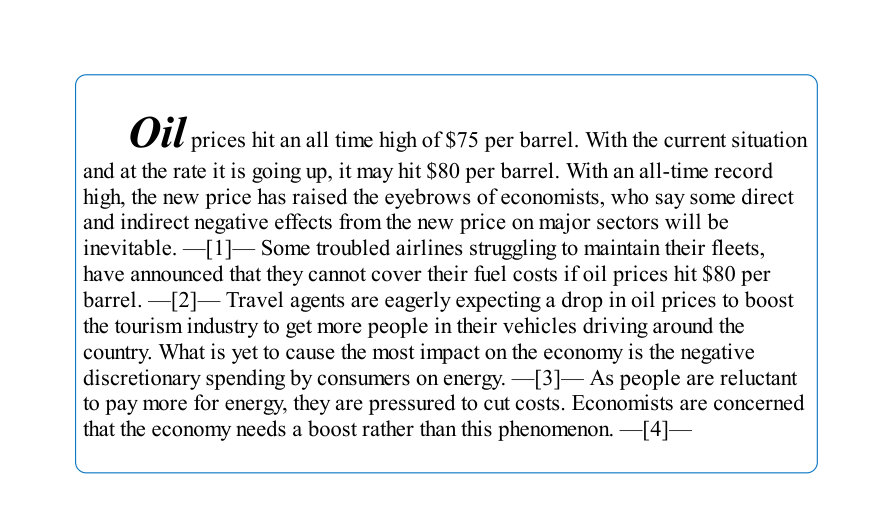 Oil prices hit an all time high of $75 per barrel. With the current situation
and at the rate it is going up, it may hit $80 per barrel. With an all-time record
high, the new price has raised the eyebrows of economists, who say some direct
and indirect negative effects from the new price on major sectors will be
inevitable. —[1]— Some troubled airlines struggling to maintain their fleets,
have announced that they cannot cover their fuel costs if oil prices hit $80 per
barrel. —[2]— Travel agents are eagerly expecting a drop in oil prices to boost
the tourism industry to get more people in their vehicles driving around the
country. What is yet to cause the most impact on the economy is the negative
discretionary spending by consumers on energy. —[3]— As people are reluctant
to pay more for energy, they are pressured to cut costs. Economists are concerned
that the economy needs a boost rather than this phenomenon. —[4]—